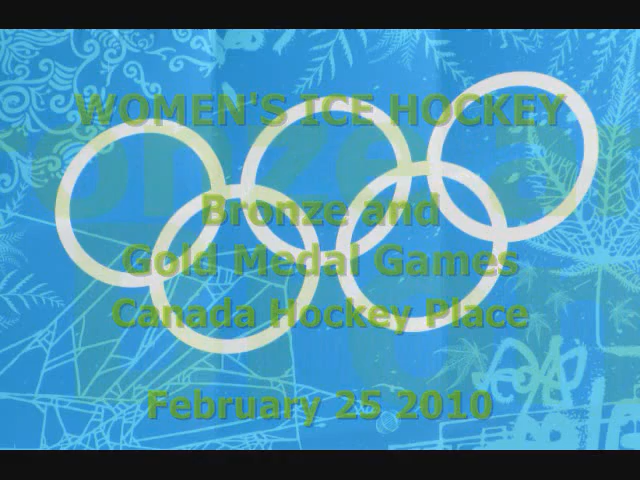 WOMEN'S ICE HOCKEY
Bronze and
Gold Medal Games
Canada Hockey Place
February 25 2010